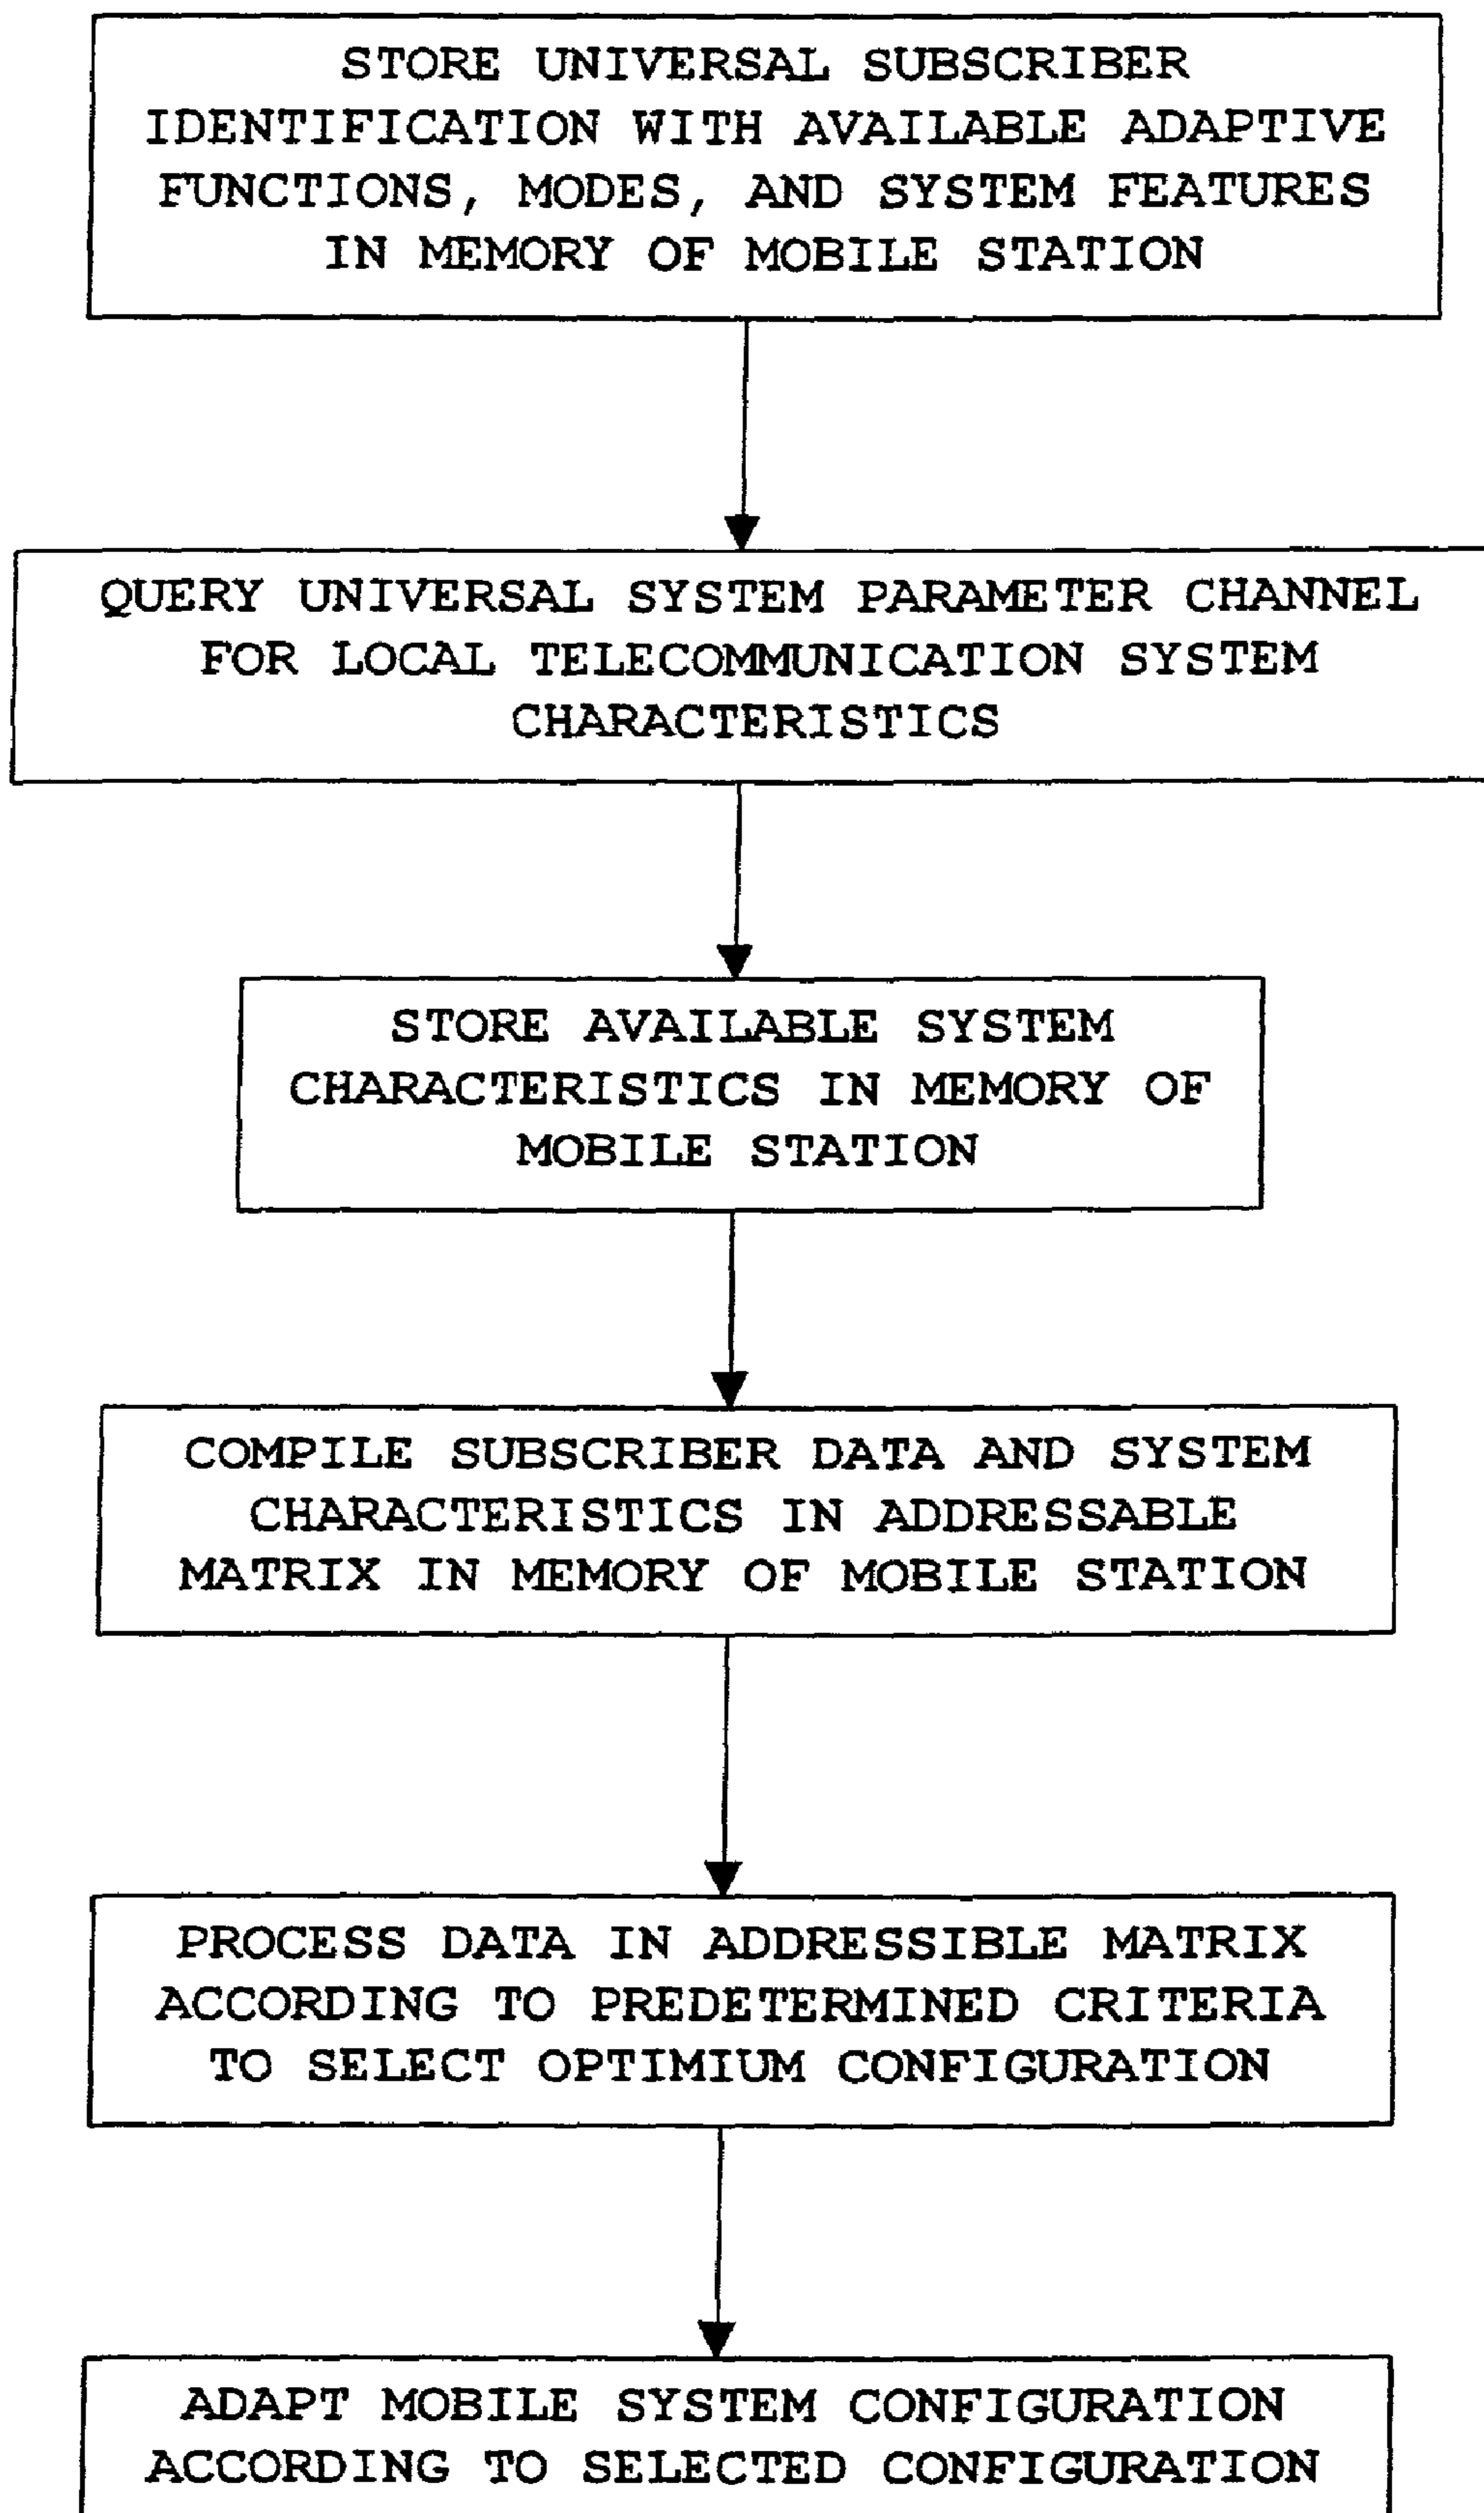 STORE UNIVERSAL SUBSCRIBER
IDENTIFICATION WITH AVAILABLE ADAPTIVE
FUNCTIONS, MODES, AND SYSTEM FEATURES
IN MEMORY OF MOBILE STATION
QUERY UNIVERSAL SYSTEM PARAMETER CHANNEL
FOR LOCAL TELECOMMUNICATION SYSTEM
CHARACTERISTICS
STORE AVAILABLE SYSTEM
CHARACTERISTICS IN MEMORY OF
MOBILE STATION
COMPILE SUBSCRIBER DATA AND SYSTEM
CHARACTERISTICS IN ADDRESSABLE
MATRIX IN MEMORY OF MOBILE STATION
PROCESS DATA IN ADDRESSIBLE MATRIX
ACCORDING TO PREDETERMINED CRITERIA
TO SELECT OPTIMIUM CONFIGURATION
ADAPT MOBILE SYSTEM CONFIGURATION
ACCORDING TO SELECTED CONFIGURATION